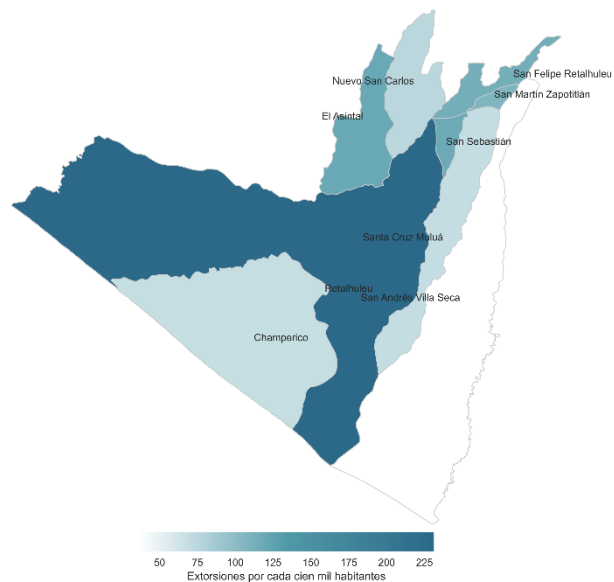 San Felipe Retalhuleu
Nuevo San Carlos
San Martín Zapotitlán
El Asintal
San Sebastián
Santa Cruz Muluá
Retalhuleu
San Andrés Villa Seca
Champerico
50 75 100 125 150 175 200 225
Extorsiones por cada cien mil habitantes